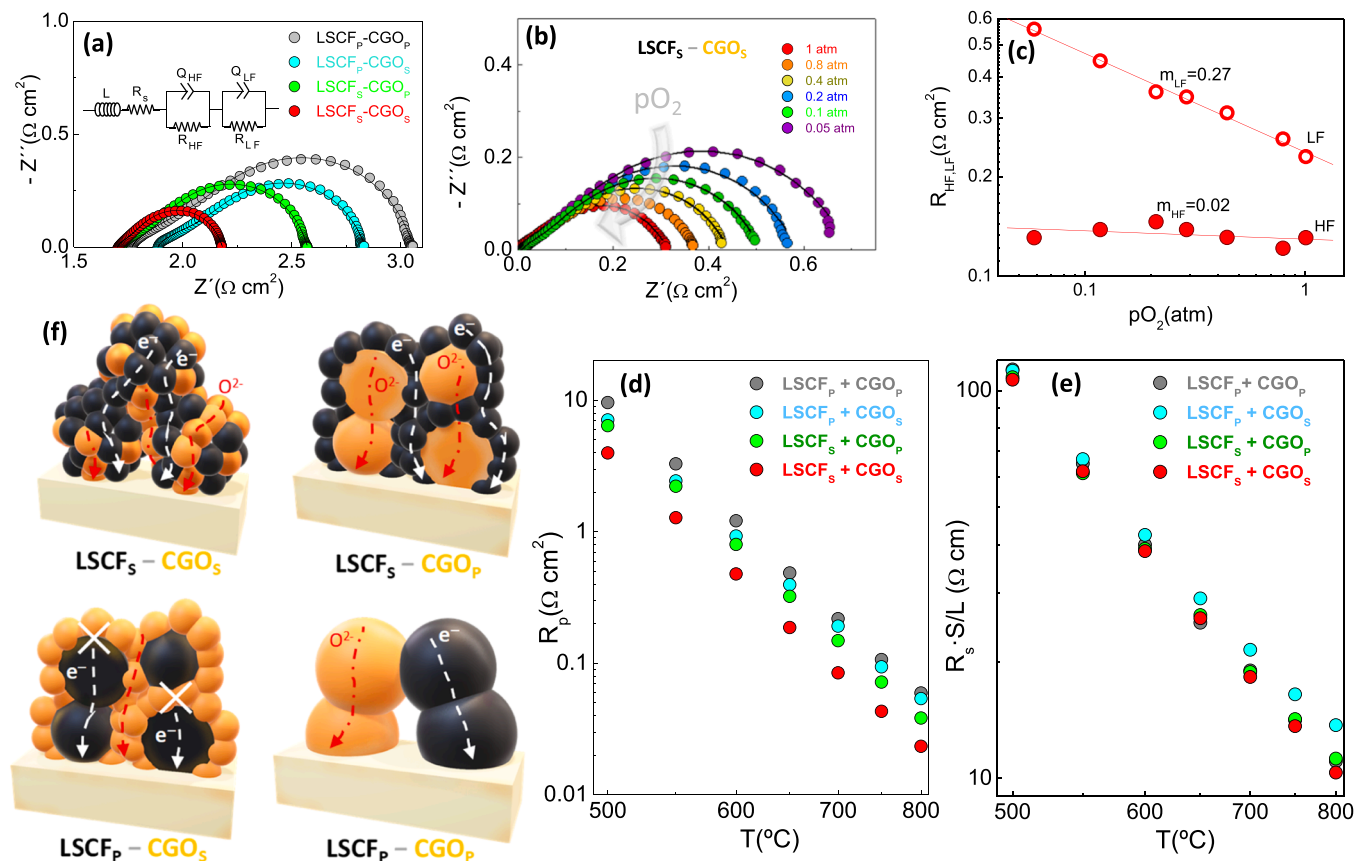 (a)
1.0
0.5
0.0
- Z´´(Ω cm²)
LSCF_P-CGO_P
LSCF_P-CGO_S
LSCF_S-CGO_P
LSCF_S-CGO_S
L
R_s
Q_HF
Q_LF
R_HF
R_LF
1.5 2.0 2.5 3.0
Z´(Ω cm²)
(b)
LSCF_S – CGO_S
0.4
0.2
0.0
- Z´´(Ω cm²)
pO₂
1 atm
0.8 atm
0.4 atm
0.2 atm
0.1 atm
0.05 atm
0.0 0.2 0.4 0.6
Z´(Ω cm²)
(c)
0.6
0.5
0.4
0.3
0.2
0.1
R_HF,LF(Ω cm²)
m_LF=0.27
LF
m_HF=0.02
HF
0.1 1
pO₂(atm)
(f)
e⁻
e⁻
O²⁻
LSCF_S – CGO_S
e⁻
e⁻
O²⁻
O²⁻
LSCF_S – CGO_P
e⁻
e⁻
LSCF_P – CGO_S
O²⁻
e⁻
LSCF_P – CGO_P
(d)
10
1
0.1
0.01
R_p(Ω cm²)
LSCF_P + CGO_P
LSCF_P + CGO_S
LSCF_S + CGO_P
LSCF_S + CGO_S
500 600 700 800
T(ºC)
(e)
100
10
R_s·S/L (Ω cm)
LSCF_P+ CGO_P
LSCF_P + CGO_S
LSCF_S + CGO_P
LSCF_S + CGO_S
500 600 700 800
T(ºC)